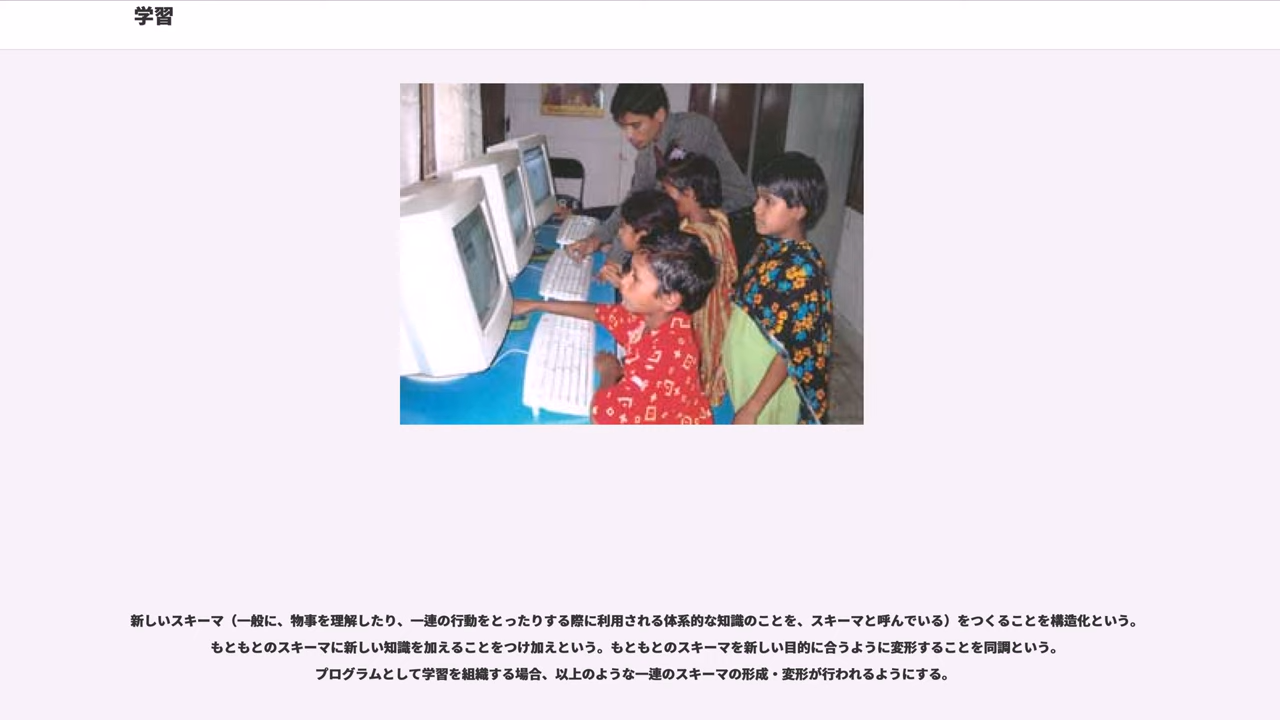 学習
新しいスキーマ（一般に、物事を理解したり、一連の行動をとったりする際に利用される体系的な知識のことを、スキーマと呼んでいる）をつくることを構造化という。
もともとのスキーマに新しい知識を加えることをつけ加えという。もともとのスキーマを新しい目的に合うように変形することを同調という。
プログラムとして学習を組織する場合、以上のような一連のスキーマの形成・変形が行われるようにする。